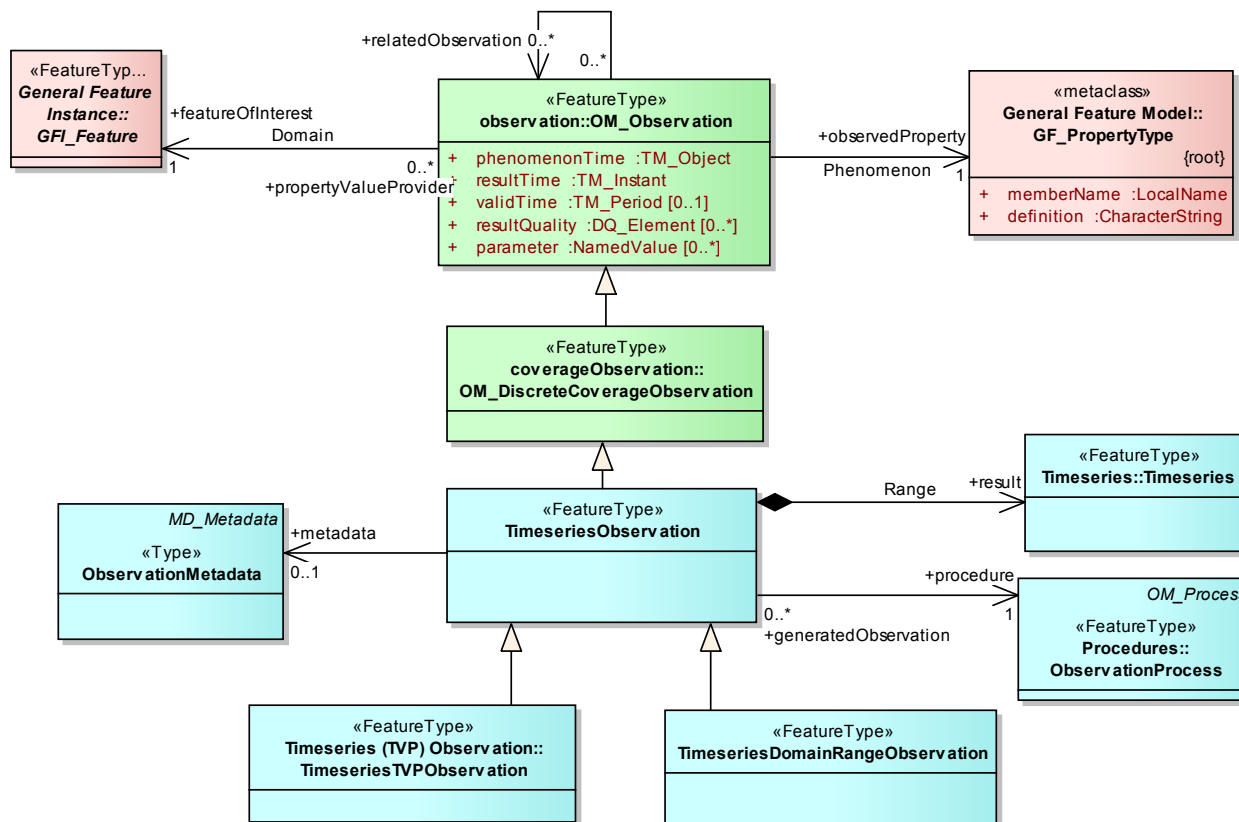 +relatedObservation 0..*
0..*
«FeatureTyp...
General Feature
Instance::
GFI_Feature
+featureOfInterest
Domain
1
0..*
+propertyValueProvider
«FeatureType»
observation::OM_Observation
+ phenomenonTime :TM_Object
+ resultTime :TM_Instant
+ validTime :TM_Period [0..1]
+ resultQuality :DQ_Element [0..*]
+ parameter :NamedValue [0..*]
+observedProperty
Phenomenon
1
«metaclass»
General Feature Model::
GF_PropertyType
{root}
+ memberName :LocalName
+ definition :CharacterString
«FeatureType»
coverageObservation::
OM_DiscreteCoverageObservation
MD_Metadata
«Type»
ObservationMetadata
+metadata
0..1
«FeatureType»
TimeseriesObservation
Range
+result
«FeatureType»
Timeseries::Timeseries
+procedure
0..*
1
+generatedObservation
OM_Process
«FeatureType»
Procedures::
ObservationProcess
«FeatureType»
Timeseries (TVP) Observation::
TimeseriesTVPObservation
«FeatureType»
TimeseriesDomainRangeObservation